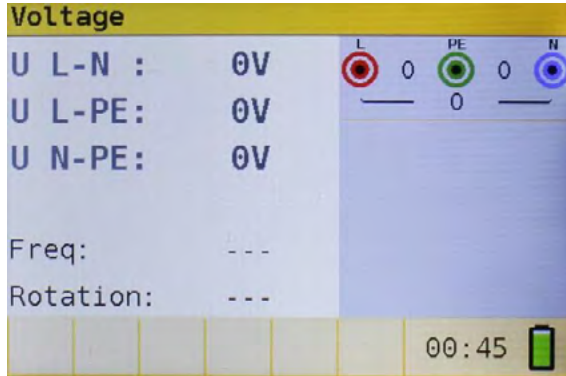 Voltage
U L-N : 0V
U L-PE: 0V
U N-PE: 0V
Freq: ---
Rotation: ---
L PE N
0 0
0
00:45